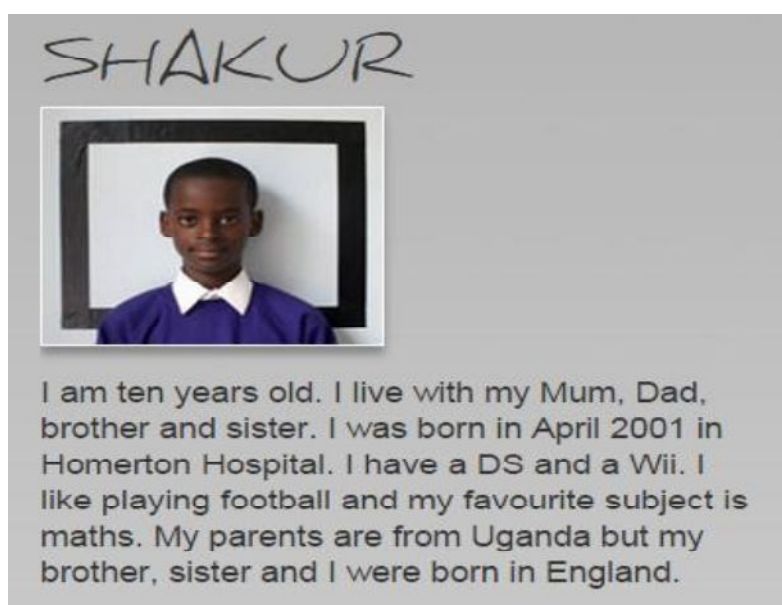 SHAKUR
I am ten years old. I live with my Mum, Dad,
brother and sister. I was born in April 2001 in
Homerton Hospital. I have a DS and a Wii. I
like playing football and my favourite subject is
maths. My parents are from Uganda but my
brother, sister and I were born in England.